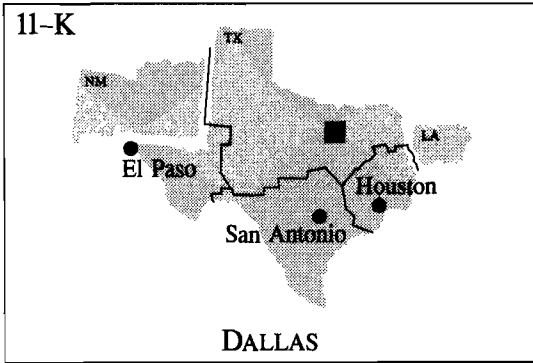 11-K
TX
NM
LA
El Paso
Houston
San Antonio
DALLAS